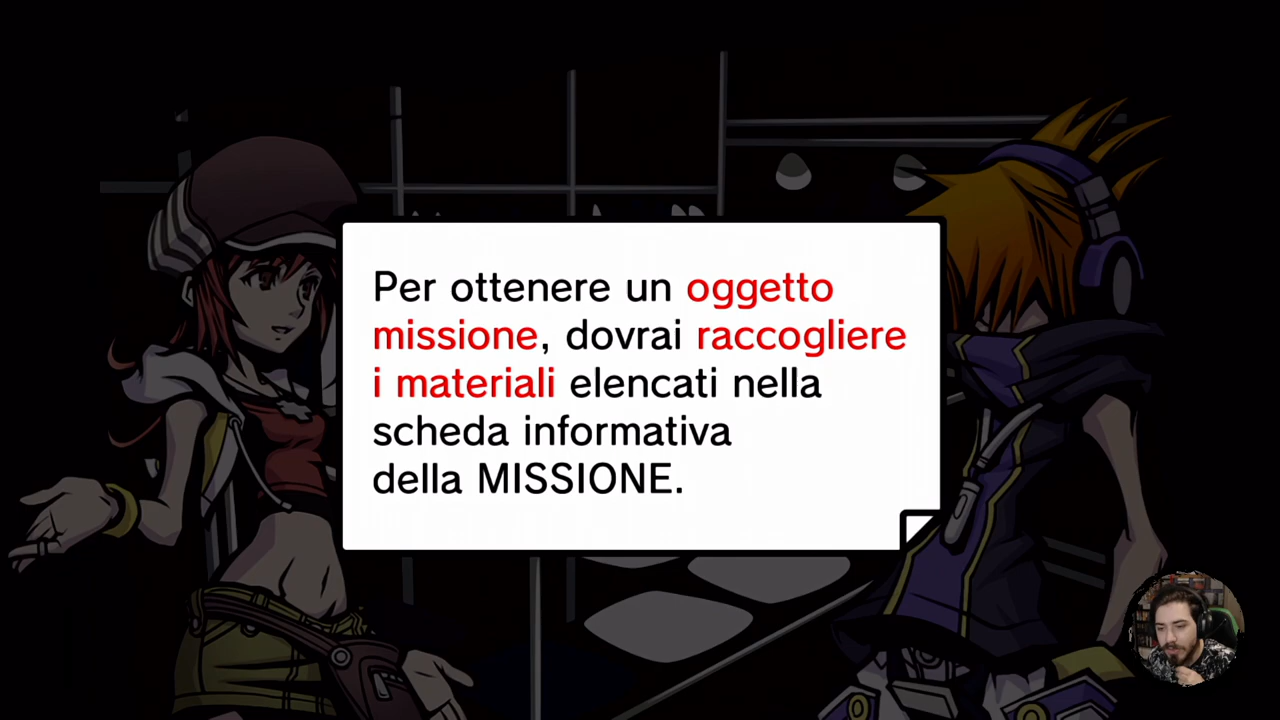 Per ottenere un oggetto
missione, dovrai raccogliere
i materiali elencati nella
scheda informativa
della MISSIONE.